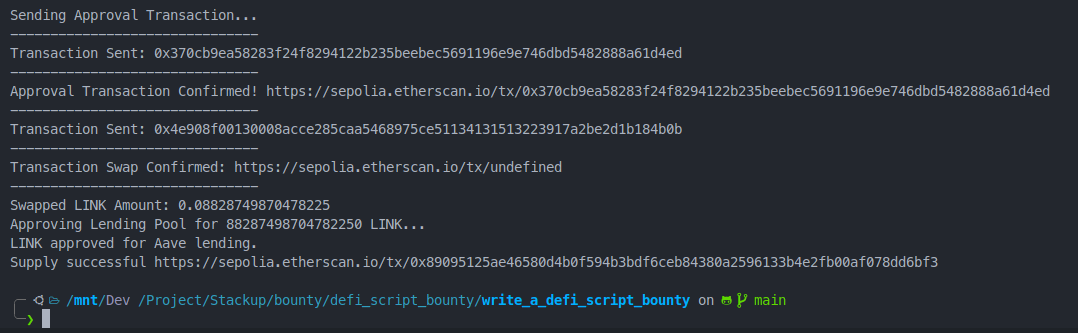 Sending Approval Transaction...
-------------------------------
Transaction Sent: 0x370cb9ea58283f24f8294122b235beebec5691196e9e746dbd5482888a61d4ed
-------------------------------
Approval Transaction Confirmed! https://sepolia.etherscan.io/tx/0x370cb9ea58283f24f8294122b235beebec5691196e9e746dbd5482888a61d4ed
-------------------------------
Transaction Sent: 0x4e908f00130008acce285caa5468975ce51134131513223917a2be2d1b184b0b
-------------------------------
Transaction Swap Confirmed: https://sepolia.etherscan.io/tx/undefined
-------------------------------
Swapped LINK Amount: 0.08828749870478225
Approving Lending Pool for 88287498704782250 LINK...
LINK approved for Aave lending.
Supply successful https://sepolia.etherscan.io/tx/0x89095125ae46580d4b0f594b3bdf6ceb84380a2596133b4e2fb00af078dd6bf3
/mnt/Dev /Project/Stackup/bounty/defi_script_bounty/write_a_defi_script_bounty on main